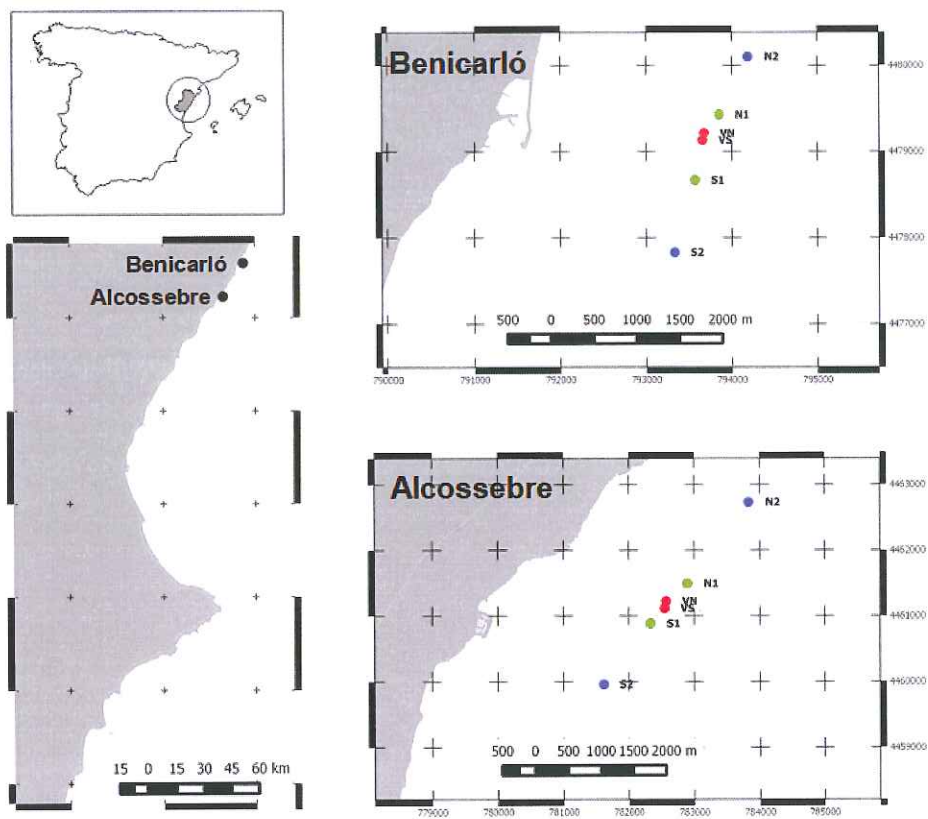 Benicarló
Alcossebre
15 0 15 30 45 60 km
Benicarló
N2
N1
VN
VS
S1
S2
500 0 500 1000 1500 2000 m
4480000
4479000
4478000
4477000
790000 791000 792000 793000 794000 795000
Alcossebre
N2
N1
VN
VS
S1
S2
500 0 500 1000 1500 2000 m
4463000
4462000
4461000
4460000
4459000
779000 780000 781000 782000 783000 784000 785000